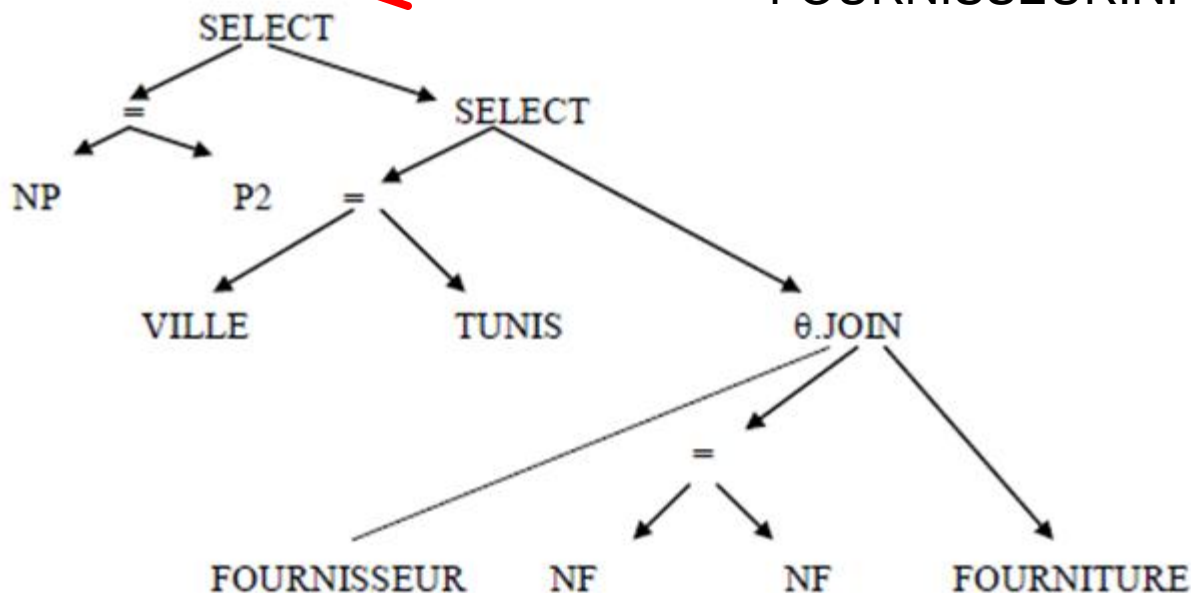 SELECT
=
SELECT
NP P2 =
VILLE TUNIS θ.JOIN
=
FOURNISSEUR NF NF FOURNITURE